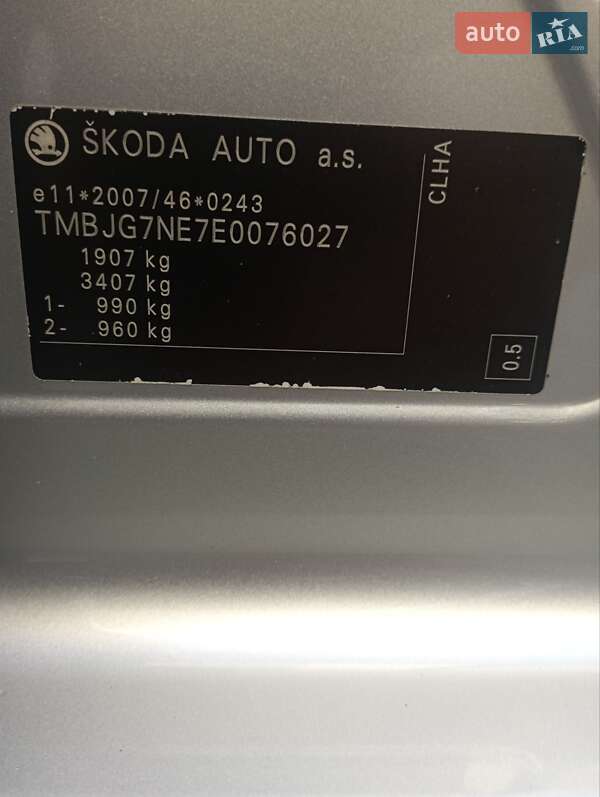 auto RIA.com
ŠKODA AUTO a.s.
e11*2007/46*0243
TMBJG7NE7E0076027
1907 kg
3407 kg
1- 990 kg
2- 960 kg
CLHA
0.5